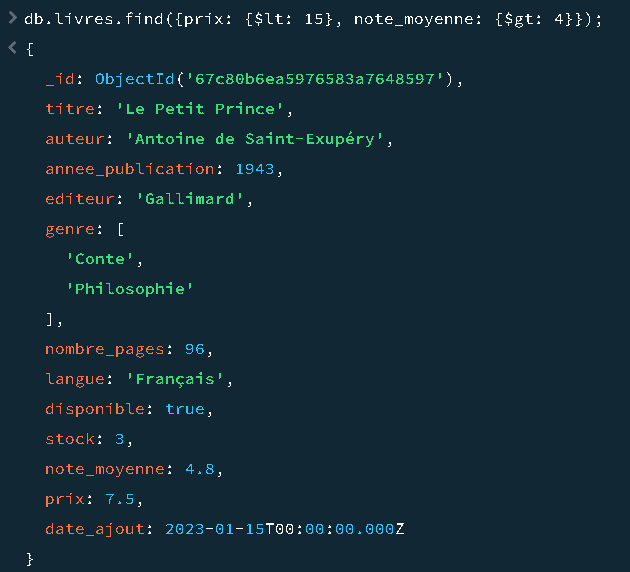 > db.livres.find({prix: {$lt: 15}, note_moyenne: {$gt: 4}});
< {
_id: ObjectId('67c80b6ea5976583a7648597'),
titre: 'Le Petit Prince',
auteur: 'Antoine de Saint-Exupéry',
annee_publication: 1943,
editeur: 'Gallimard',
genre: [
'Conte',
'Philosophie'
],
nombre_pages: 96,
langue: 'Français',
disponible: true,
stock: 3,
note_moyenne: 4.8,
prix: 7.5,
date_ajout: 2023-01-15T00:00:00.000Z
}